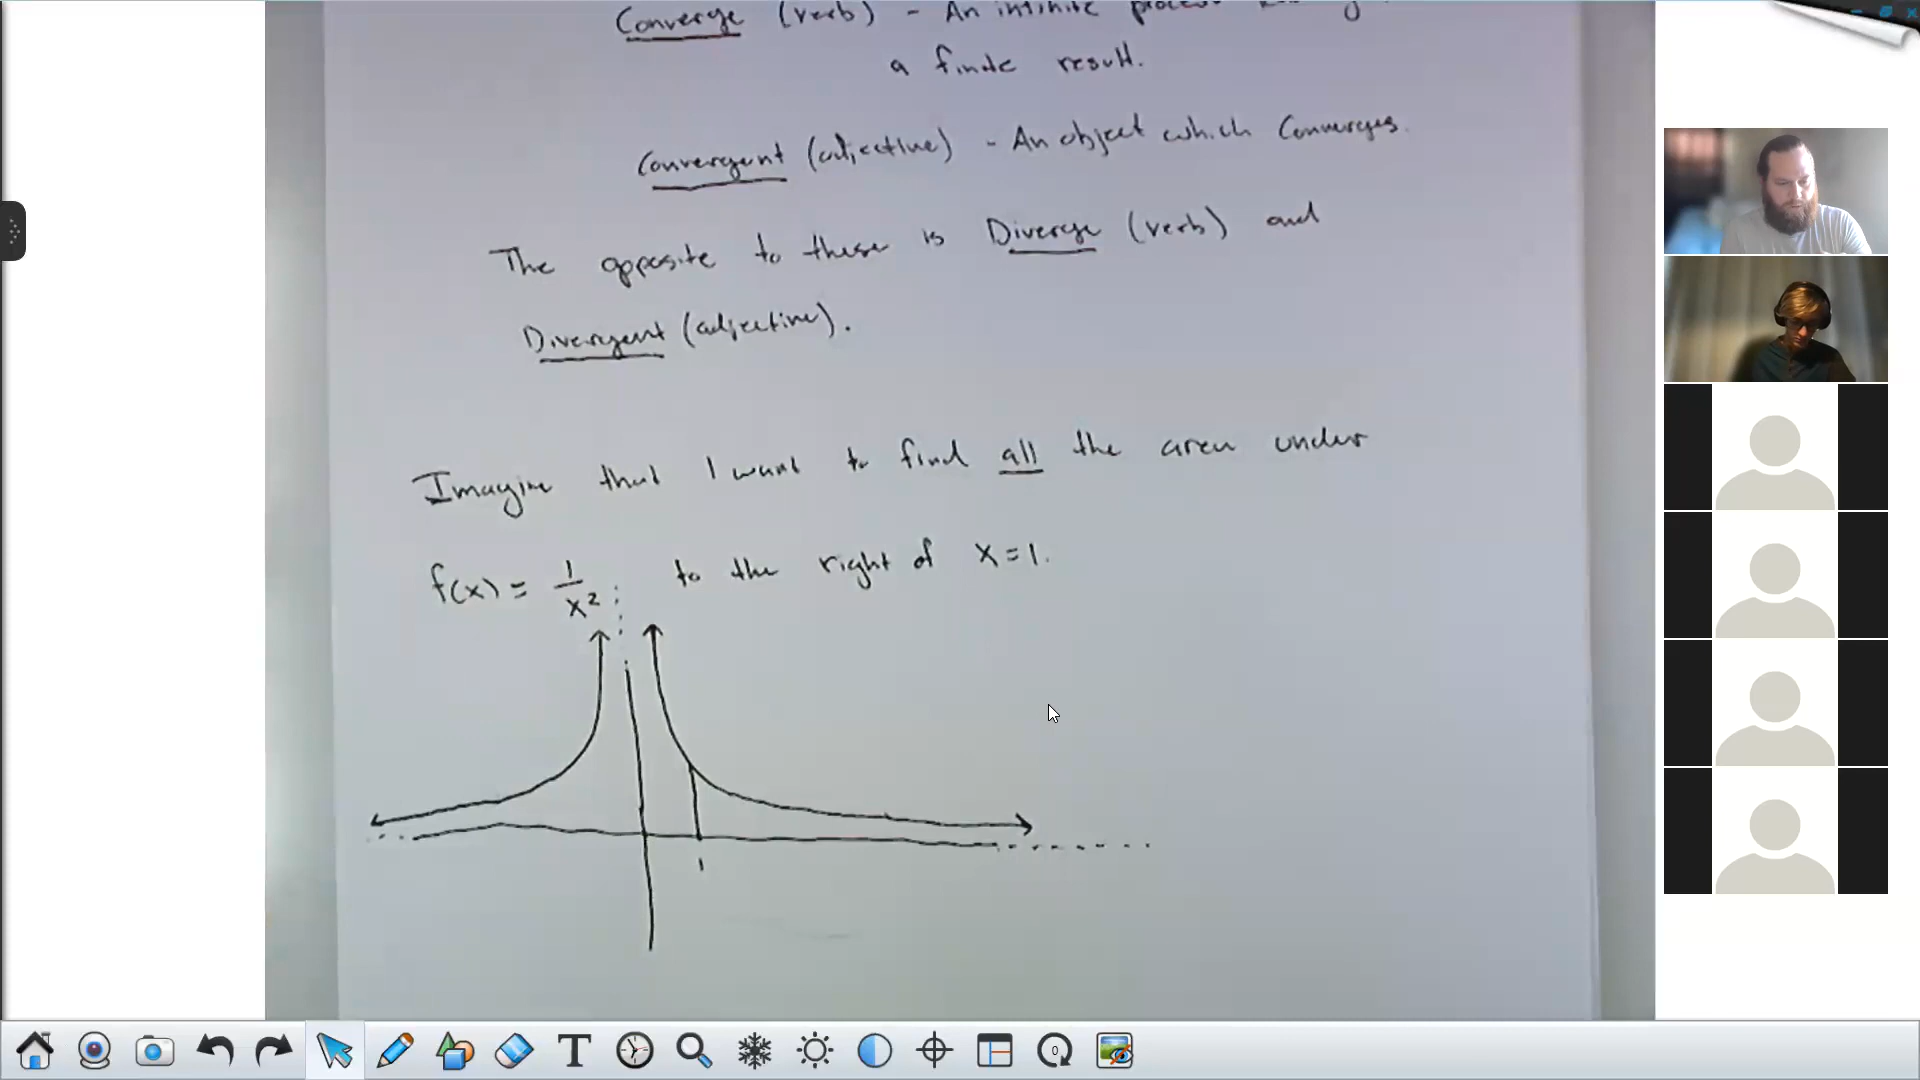 Converge (verb) - An infinite process
a finite result.
Convergent (adjective) - An object which Converges.
The opposite to these is Diverge (verb) and
Divergent (adjective).
Imagine that I want to find all the area under
f(x) = 1/x² to the right of x = 1.
1
T
0